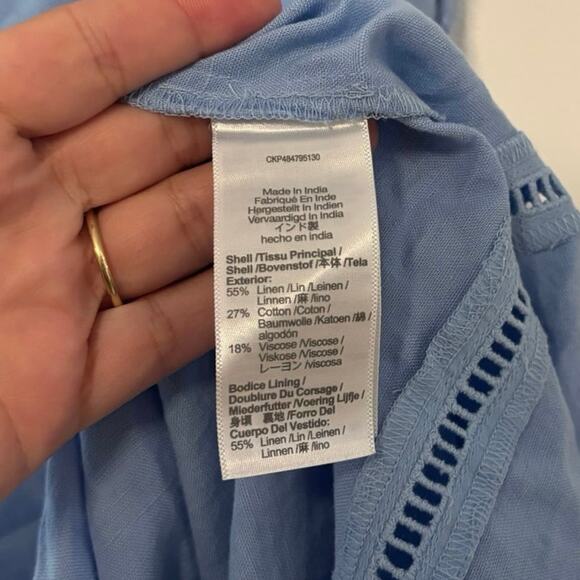 CKP484795130
Made In India
Fabriqué En Inde
Hergestellt In Indien
Vervaardigd In India
インド製
hecho en india
Shell /Tissu Principal /
Shell /Bovenstof /本体 /Tela
Exterior:
55% Linen /Lin /Leinen /
Linnen /麻 /lino
27% Cotton /Coton /
Baumwolle /Katoen /綿 /
algodón
18% Viscose /Viscose /
Viskose /Viscose /
レーヨン /viscosa
Bodice Lining /
Doublure Du Corsage /
Miederfutter /Voering Lijfje /
身頃 裏地 /Forro Del
Cuerpo Del Vestido:
55% Linen /Lin /Leinen /
Linnen /麻 /lino